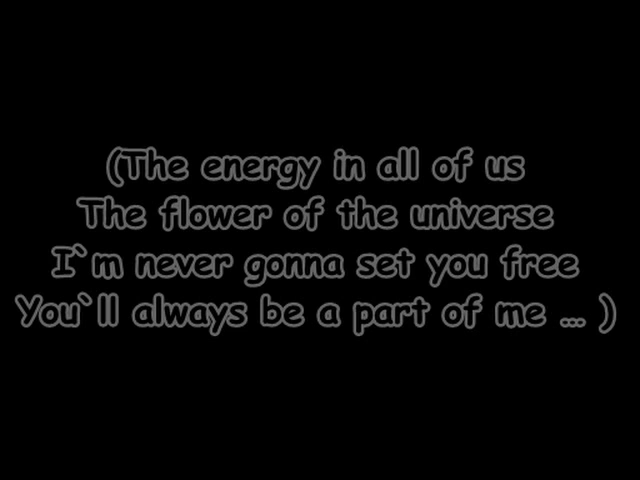 (The energy in all of us
The flower of the universe
I`m never gonna set you free
You`ll always be a part of me ... )